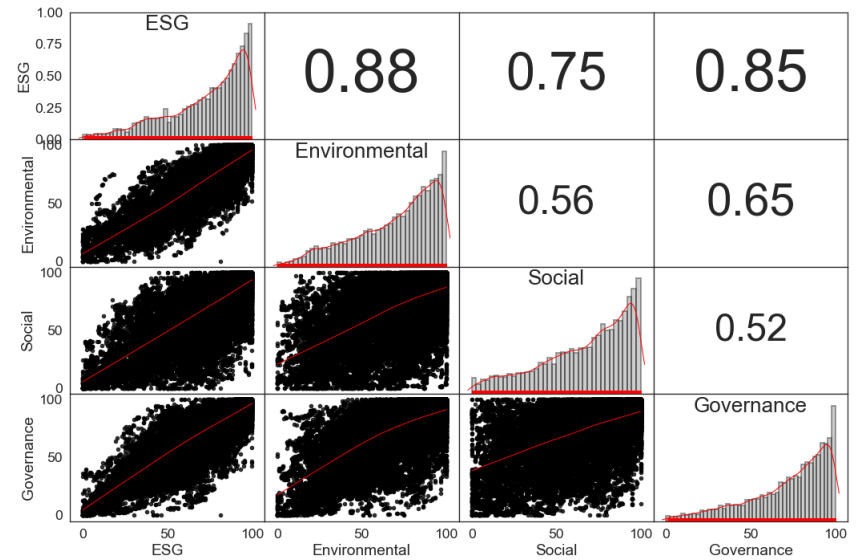 1.00
ESG
0.75
0.50
0.25
0.00
ESG
0.88
0.75
0.85
100
50
0
Environmental
Environmental
0.56
0.65
100
50
0
Social
Social
0.52
100
50
0
Governance
Governance
0 50 100
0 50 100
0 50 100
0 50 100
ESG
Environmental
Social
Governance